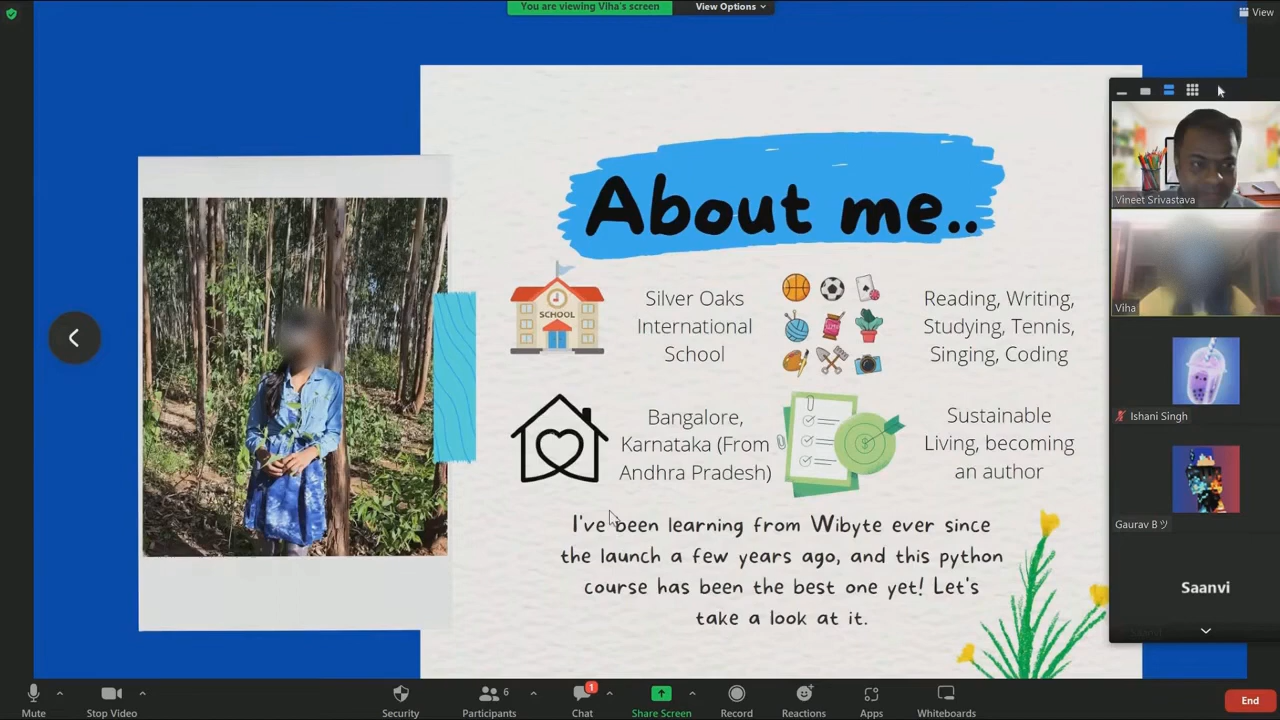 You are viewing Viha's screen
View Options
View
About me..
SCHOOL
Silver Oaks
International
School
Reading, Writing,
Studying, Tennis,
Singing, Coding
Bangalore,
Karnataka (From
Andhra Pradesh)
Sustainable
Living, becoming
an author
I've been learning from Wibyte ever since
the launch a few years ago, and this python
course has been the best one yet! Let's
take a look at it.
Vineet Srivastava
Viha
Ishani Singh
Gaurav B ツ
Saanvi
Saanvi
Mute
Stop Video
Security
6
Participants
1
Chat
Share Screen
Record
Reactions
Apps
Whiteboards
End